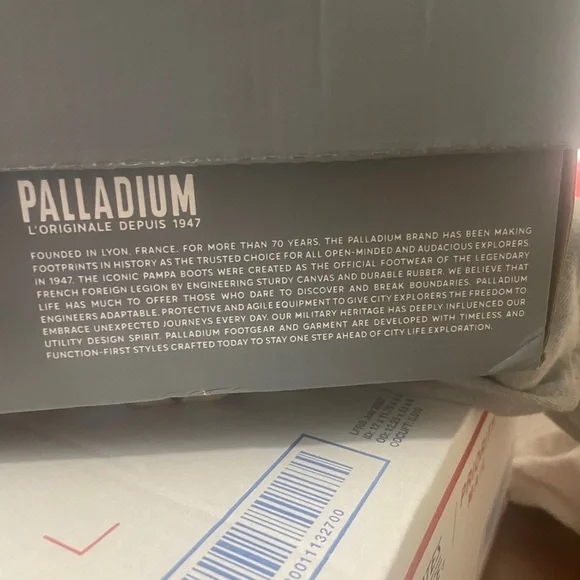 PALLADIUM
L'ORIGINALE DEPUIS 1947
FOUNDED IN LYON, FRANCE. FOR MORE THAN 70 YEARS, THE PALLADIUM BRAND HAS BEEN MAKING
FOOTPRINTS IN HISTORY AS THE TRUSTED CHOICE FOR ALL OPEN-MINDED AND AUDACIOUS EXPLORERS.
IN 1947, THE ICONIC PAMPA BOOTS WERE CREATED AS THE OFFICIAL FOOTWEAR OF THE LEGENDARY
FRENCH FOREIGN LEGION BY ENGINEERING STURDY CANVAS AND DURABLE RUBBER. WE BELIEVE THAT
LIFE HAS MUCH TO OFFER THOSE WHO DARE TO DISCOVER AND BREAK BOUNDARIES. PALLADIUM
ENGINEERS ADAPTABLE, PROTECTIVE AND AGILE EQUIPMENT TO GIVE CITY EXPLORERS THE FREEDOM TO
EMBRACE UNEXPECTED JOURNEYS EVERY DAY. OUR MILITARY HERITAGE HAS DEEPLY INFLUENCED OUR
UTILITY DESIGN SPIRIT. PALLADIUM FOOTGEAR AND GARMENT ARE DEVELOPED WITH TIMELESS AND
FUNCTION-FIRST STYLES CRAFTED TODAY TO STAY ONE STEP AHEAD OF CITY LIFE EXPLORATION.
0011132700